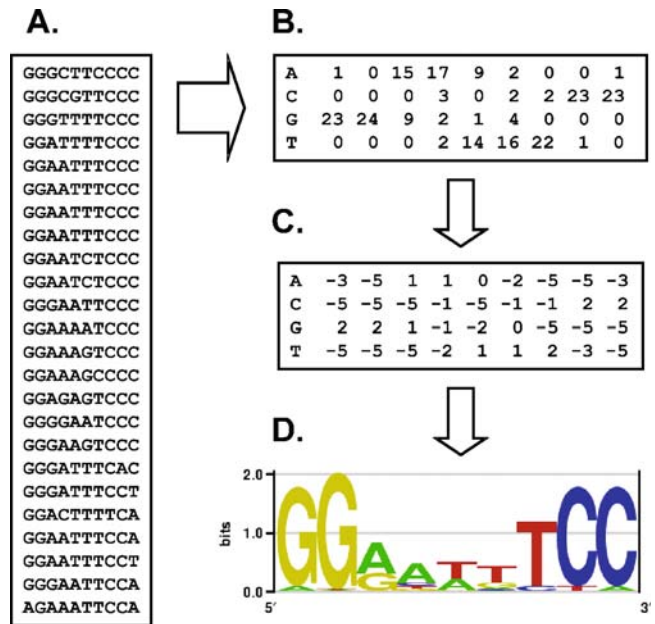 A.
GGGCTTCCCC
GGGCGTTCCC
GGGTTTTCCC
GGATTTTCCC
GGAATTTCCC
GGAATTTCCC
GGAATTTCCC
GGAATTTCCC
GGAATCTCCC
GGAATCTCCC
GGGAATTCCC
GGAAAATCCC
GGAAAGTCCC
GGAAAGCCCC
GGAGAGTCCC
GGGGAATCCC
GGGAAGTCCC
GGGATTTCAC
GGGATTTCCT
GGACTTTTCA
GGAATTTCCA
GGAATTTCCT
GGGAATTCCA
AGAAATTCCA
B.
A 1 0 15 17 9 2 0 0 1
C 0 0 0 3 0 2 2 23 23
G 23 24 9 2 1 4 0 0 0
T 0 0 0 2 14 16 22 1 0
C.
A -3 -5 1 1 0 -2 -5 -5 -3
C -5 -5 -5 -1 -5 -1 -1 2 2
G 2 2 1 -1 -2 0 -5 -5 -5
T -5 -5 -5 -2 1 1 2 -3 -5
D.
2.0
1.0
0.0
bits
GGAATTTCC
5′
3′